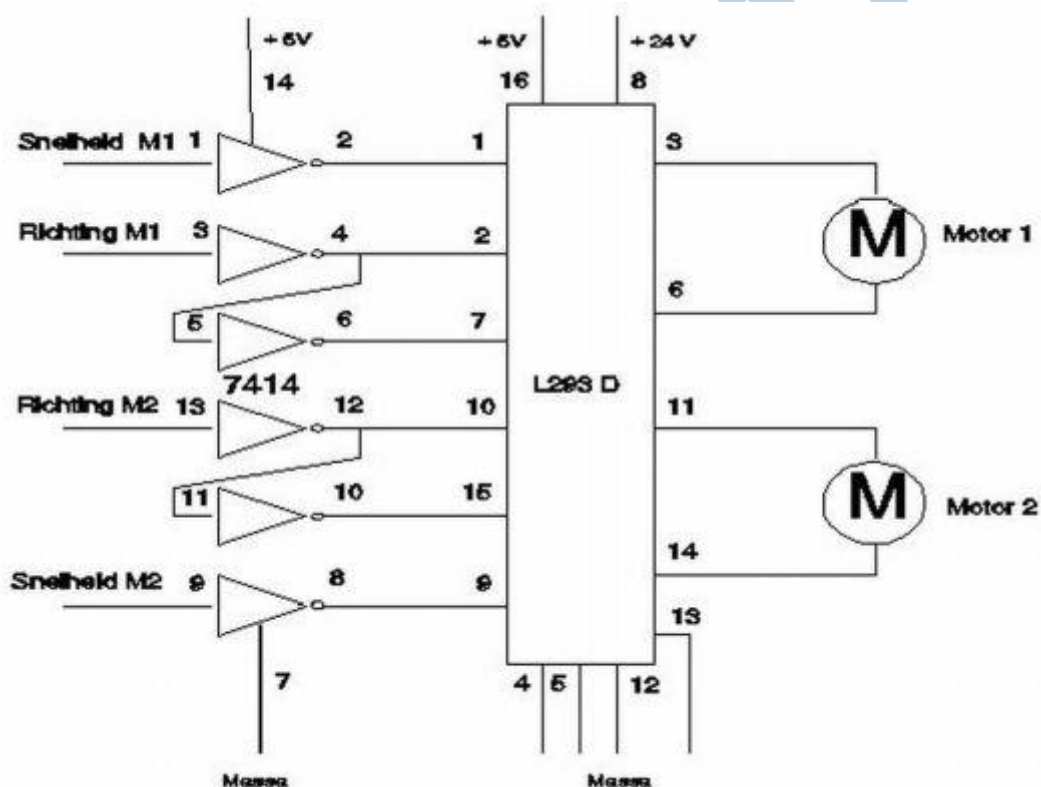 + 5V
+ 5V
+ 24 V
14
16
8
Snelheid M1
1
2
1
3
Richting M1
3
4
2
M
Motor 1
6
5
6
7
7414
L293 D
Richting M2
13
12
10
11
11
10
15
M
Motor 2
14
Snelheid M2
9
8
9
13
7
4
5
12
Massa
Massa